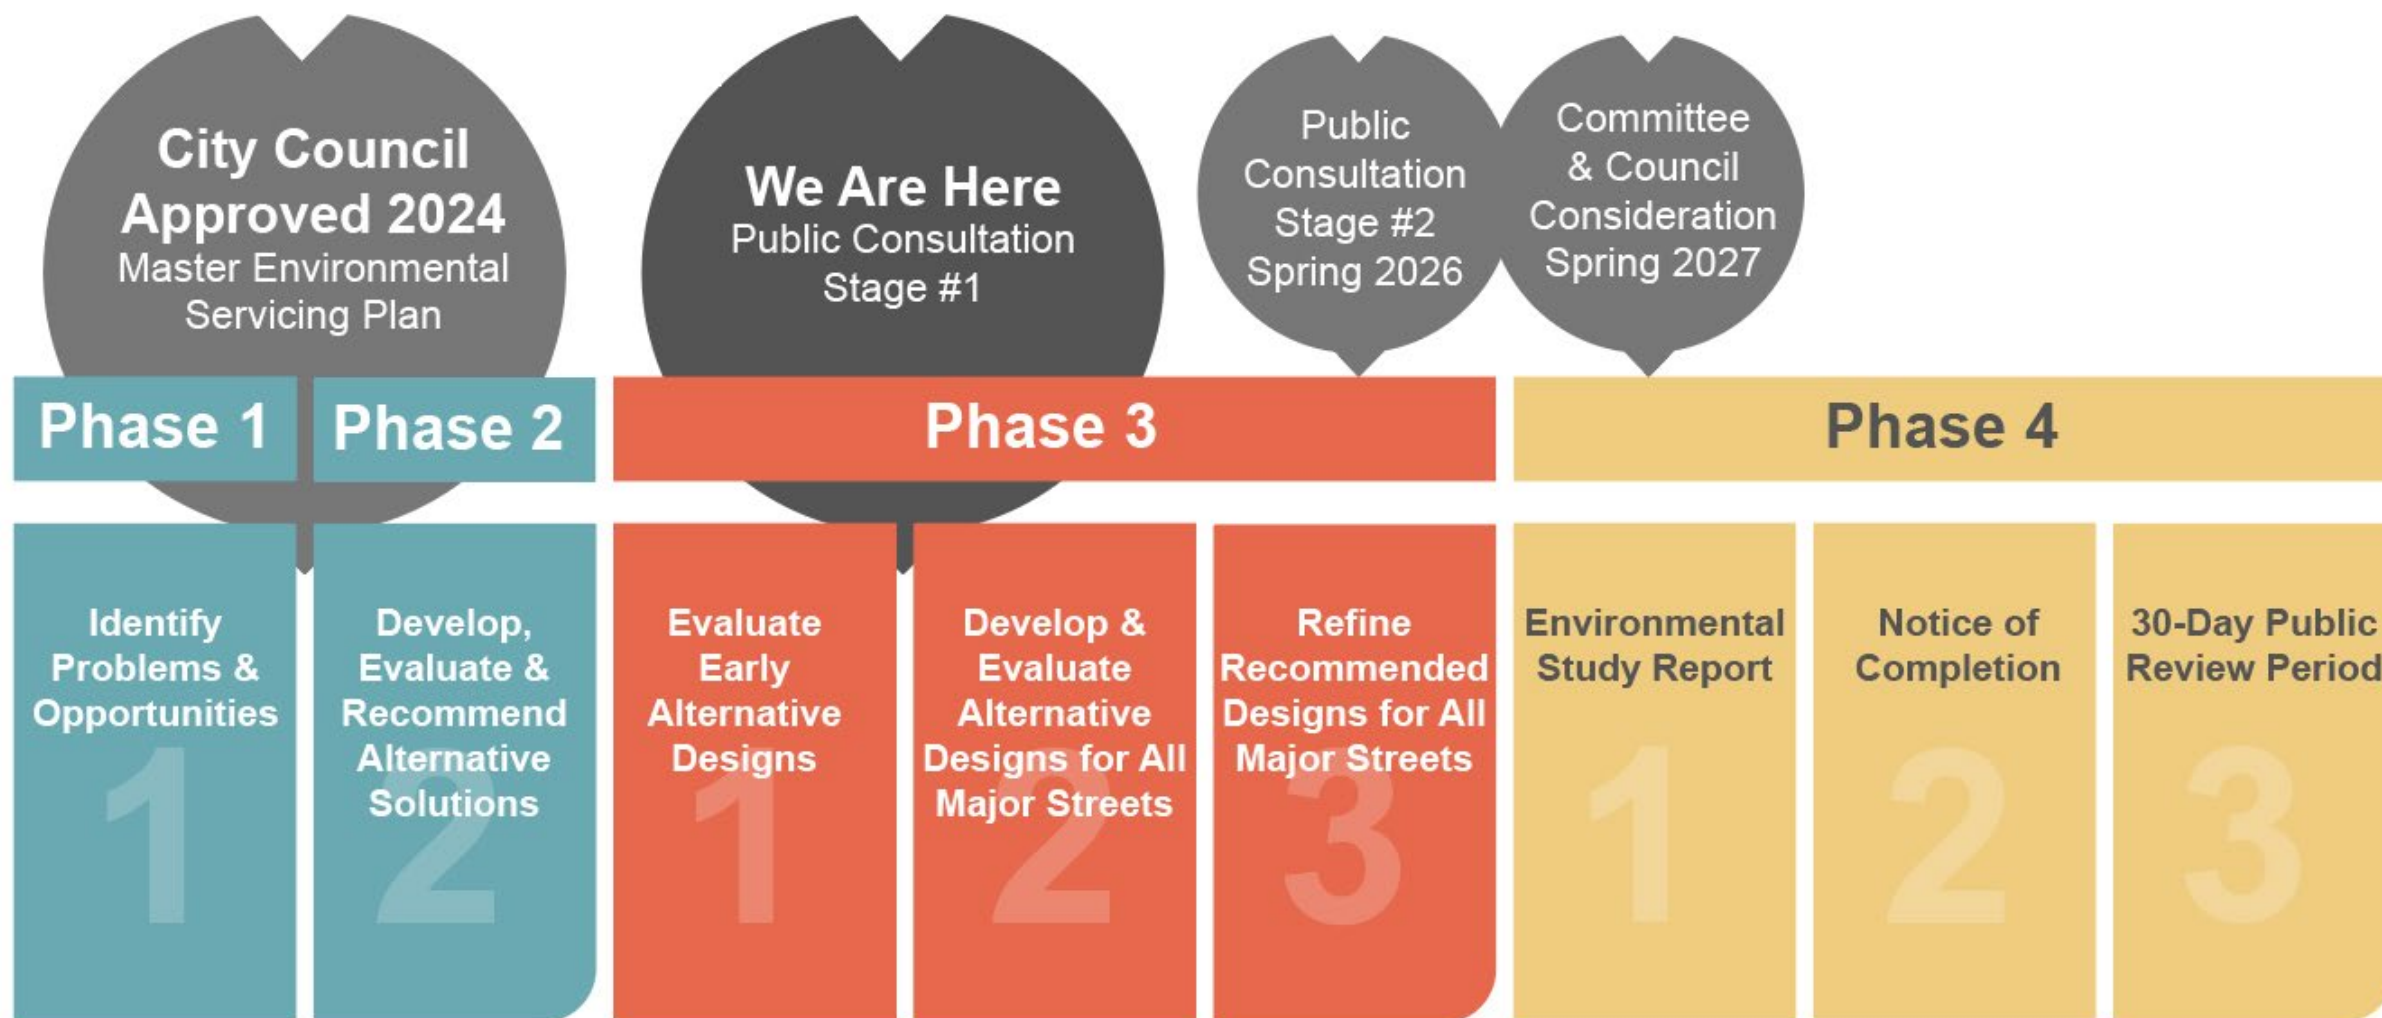 City Council
Approved 2024
Master Environmental
Servicing Plan
We Are Here
Public Consultation
Stage #1
Public
Consultation
Stage #2
Spring 2026
Committee
& Council
Consideration
Spring 2027
Phase 1
Phase 2
Phase 3
Phase 4
Identify
Problems &
Opportunities
1
Develop,
Evaluate &
Recommend
Alternative
Solutions
2
Evaluate
Early
Alternative
Designs
1
Develop &
Evaluate
Alternative
Designs for All
Major Streets
2
Refine
Recommended
Designs for All
Major Streets
3
Environmental
Study Report
1
Notice of
Completion
2
30-Day Public
Review Period
3